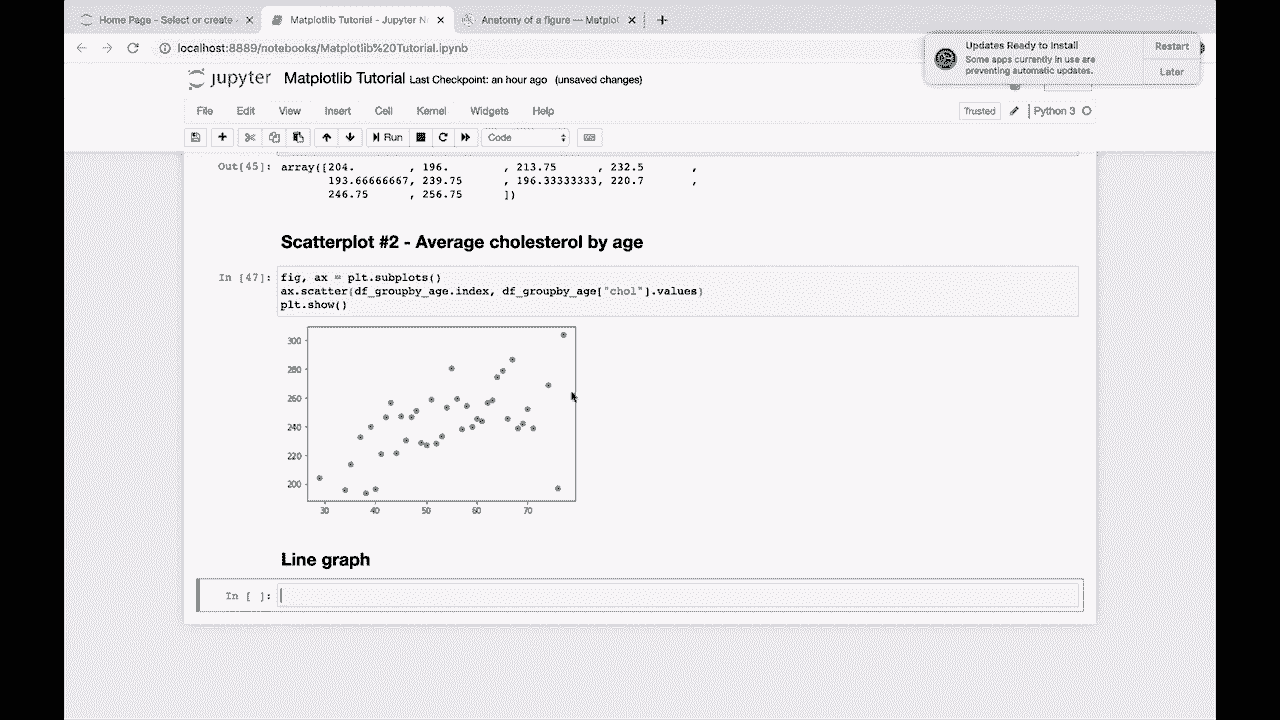 Home Page - Select or create
Matplotlib Tutorial - Jupyter N
Anatomy of a figure — Matplot
localhost:8889/notebooks/Matplotlib%20Tutorial.ipynb
Updates Ready to Install
Some apps currently in use are
preventing automatic updates.
Restart
Later
jupyter Matplotlib Tutorial Last Checkpoint: an hour ago (unsaved changes)
File Edit View Insert Cell Kernel Widgets Help
Trusted
Python 3
Run
Code
Out[45]: array([204. , 196. , 213.75 , 232.5 ,
193.66666667, 239.75 , 196.33333333, 220.7 ,
246.75 , 256.75 ])
Scatterplot #2 - Average cholesterol by age
In [47]: fig, ax = plt.subplots()
ax.scatter(df_groupby_age.index, df_groupby_age["chol"].values)
plt.show()
300
280
260
240
220
200
30 40 50 60 70
Line graph
In [ ]: